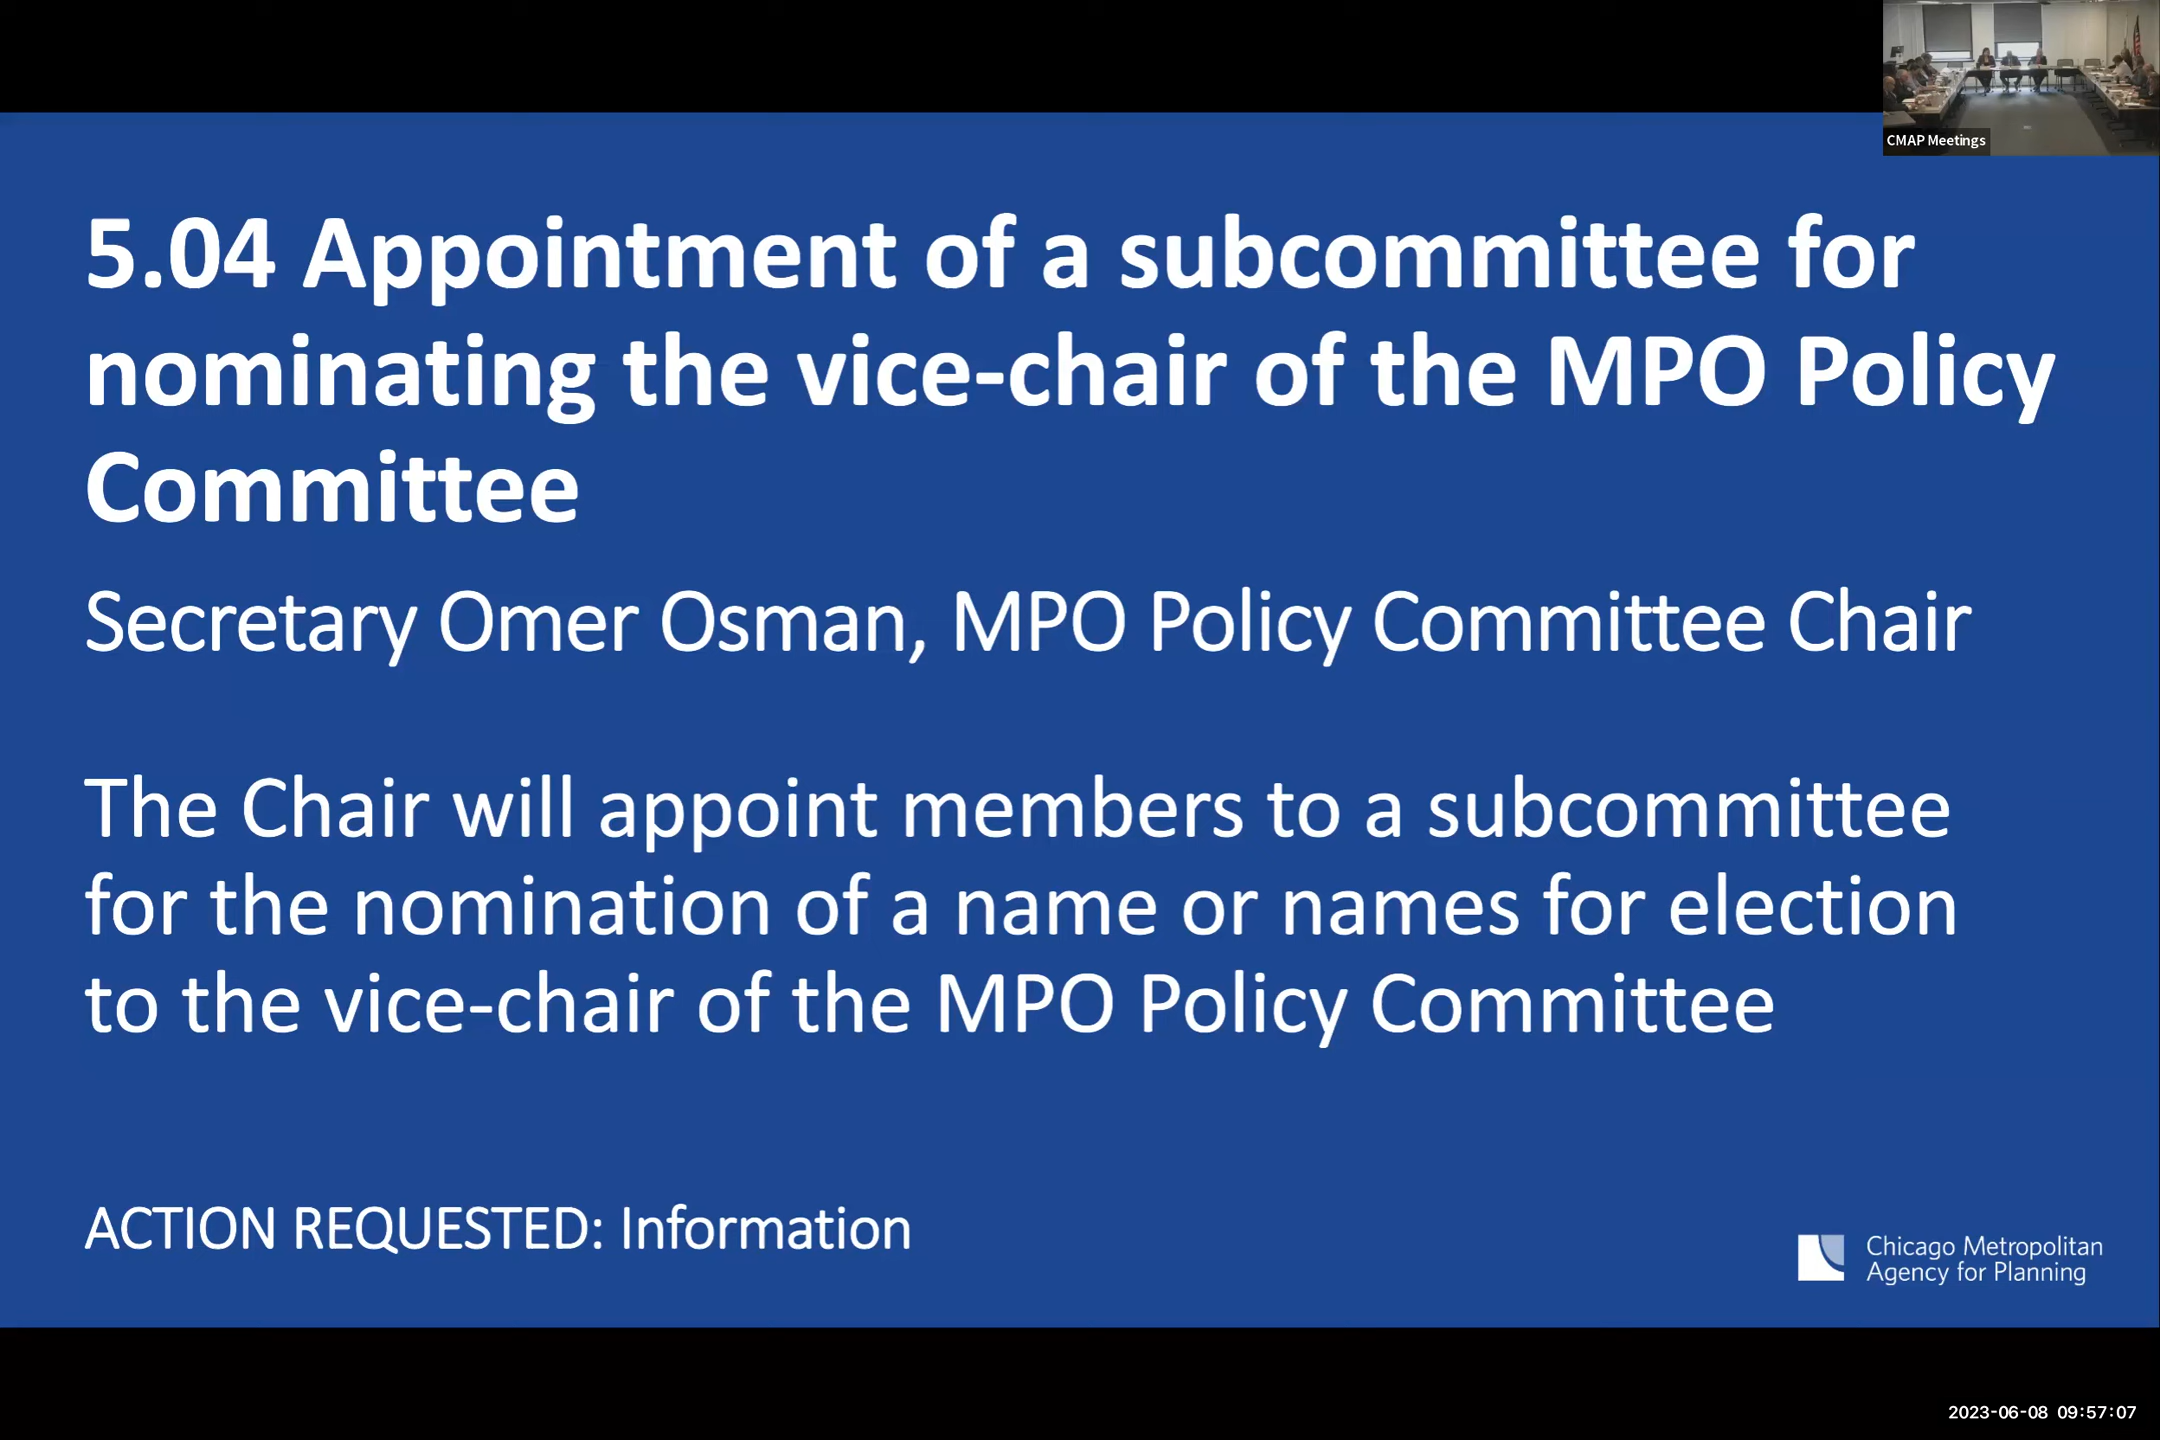 CMAP Meetings
5.04 Appointment of a subcommittee for
nominating the vice-chair of the MPO Policy
Committee
Secretary Omer Osman, MPO Policy Committee Chair
The Chair will appoint members to a subcommittee
for the nomination of a name or names for election
to the vice-chair of the MPO Policy Committee
ACTION REQUESTED: Information
Chicago Metropolitan
Agency for Planning
2023-06-08 09:57:07